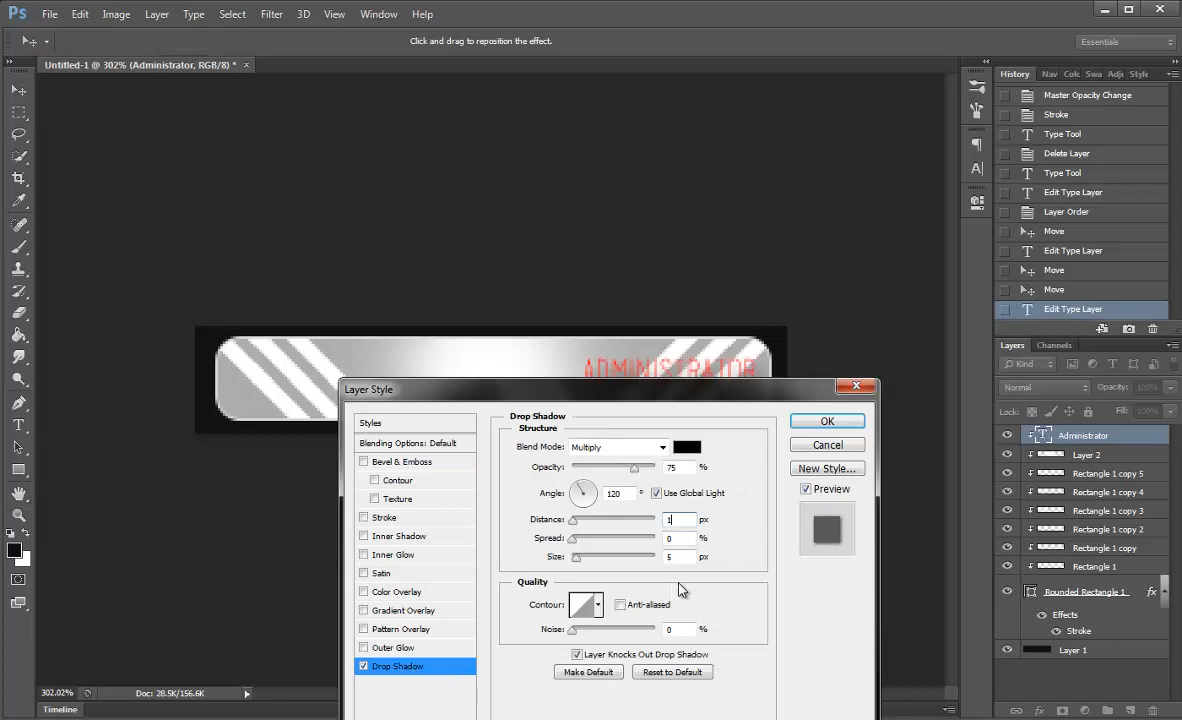 Ps File Edit Image Layer Type Select Filter 3D View Window Help
Click and drag to reposition the effect.
Essentials
Untitled-1 @ 302% (Administrator, RGB/8) * ×
ADMINISTRATOR
Layer Style
Styles
Blending Options: Default
Bevel & Emboss
Contour
Texture
Stroke
Inner Shadow
Inner Glow
Satin
Color Overlay
Gradient Overlay
Pattern Overlay
Outer Glow
Drop Shadow
Drop Shadow
Structure
Blend Mode: Multiply
Opacity: 75 %
Angle: 120 ° Use Global Light
Distance: 1 px
Spread: 0 %
Size: 5 px
Quality
Contour: Anti-aliased
Noise: 0 %
Layer Knocks Out Drop Shadow
Make Default Reset to Default
OK
Cancel
New Style...
Preview
History Nav Colc Swa Adju Style
Master Opacity Change
Stroke
Type Tool
Delete Layer
Type Tool
Edit Type Layer
Layer Order
Move
Edit Type Layer
Move
Move
Edit Type Layer
Layers Channels
Kind
Normal Opacity: 100%
Lock: Fill: 100%
Administrator
Layer 2
Rectangle 1 copy 5
Rectangle 1 copy 4
Rectangle 1 copy 3
Rectangle 1 copy 2
Rectangle 1 copy
Rectangle 1
Rounded Rectangle 1 fx
Effects
Stroke
Layer 1
302.02% Doc: 28.5K/156.6K
Timeline